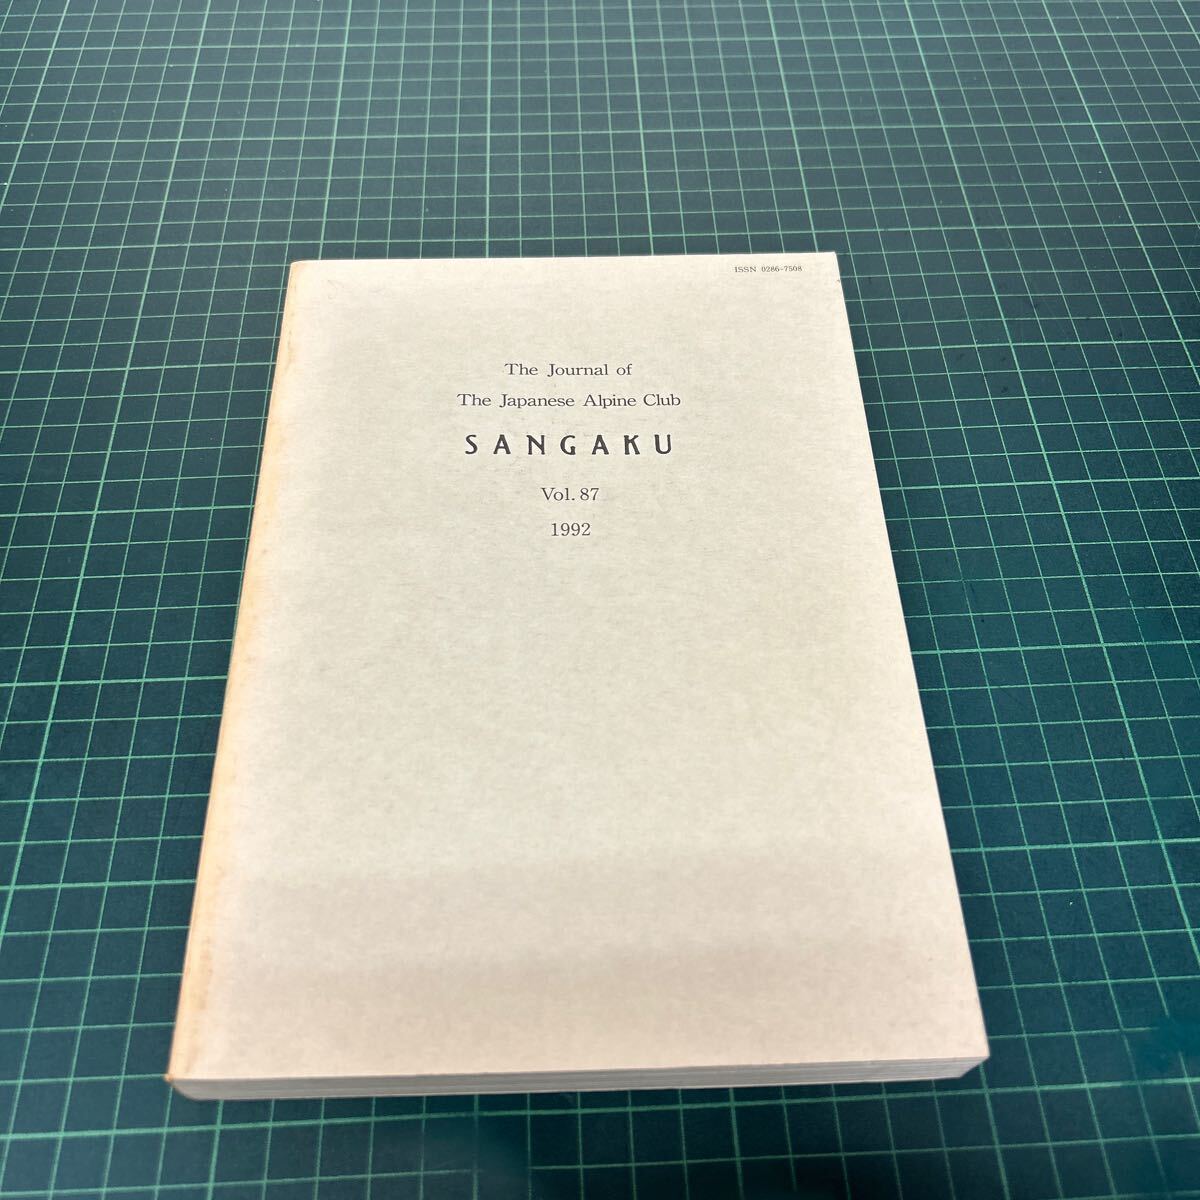 ISSN 0286-7508
The Journal of
The Japanese Alpine Club
SANGAKU
Vol. 87
1992